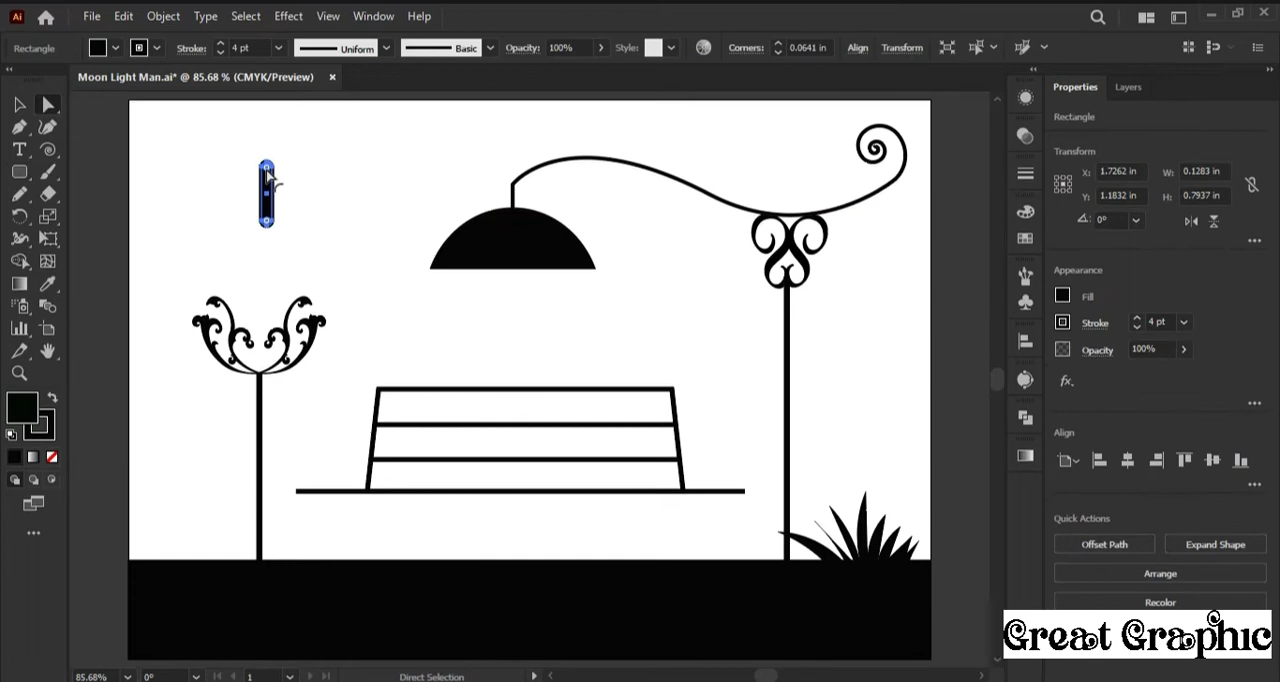 Ai File Edit Object Type Select Effect View Window Help
Rectangle Stroke: 4 pt Uniform Basic Opacity: 100% Style: Corners: 0.0641 in Align Transform
Moon Light Man.ai* @ 85.68 % (CMYK/Preview) ×
Properties Layers
Rectangle
Transform
X: 1.7262 in W: 0.1283 in
Y: 1.1832 in H: 0.7937 in
0°
Appearance
Fill
Stroke 4 pt
Opacity 100%
fx.
Align
Quick Actions
Offset Path Expand Shape
Arrange
Recolor
Great Graphic
85.68% 0° 1 Direct Selection